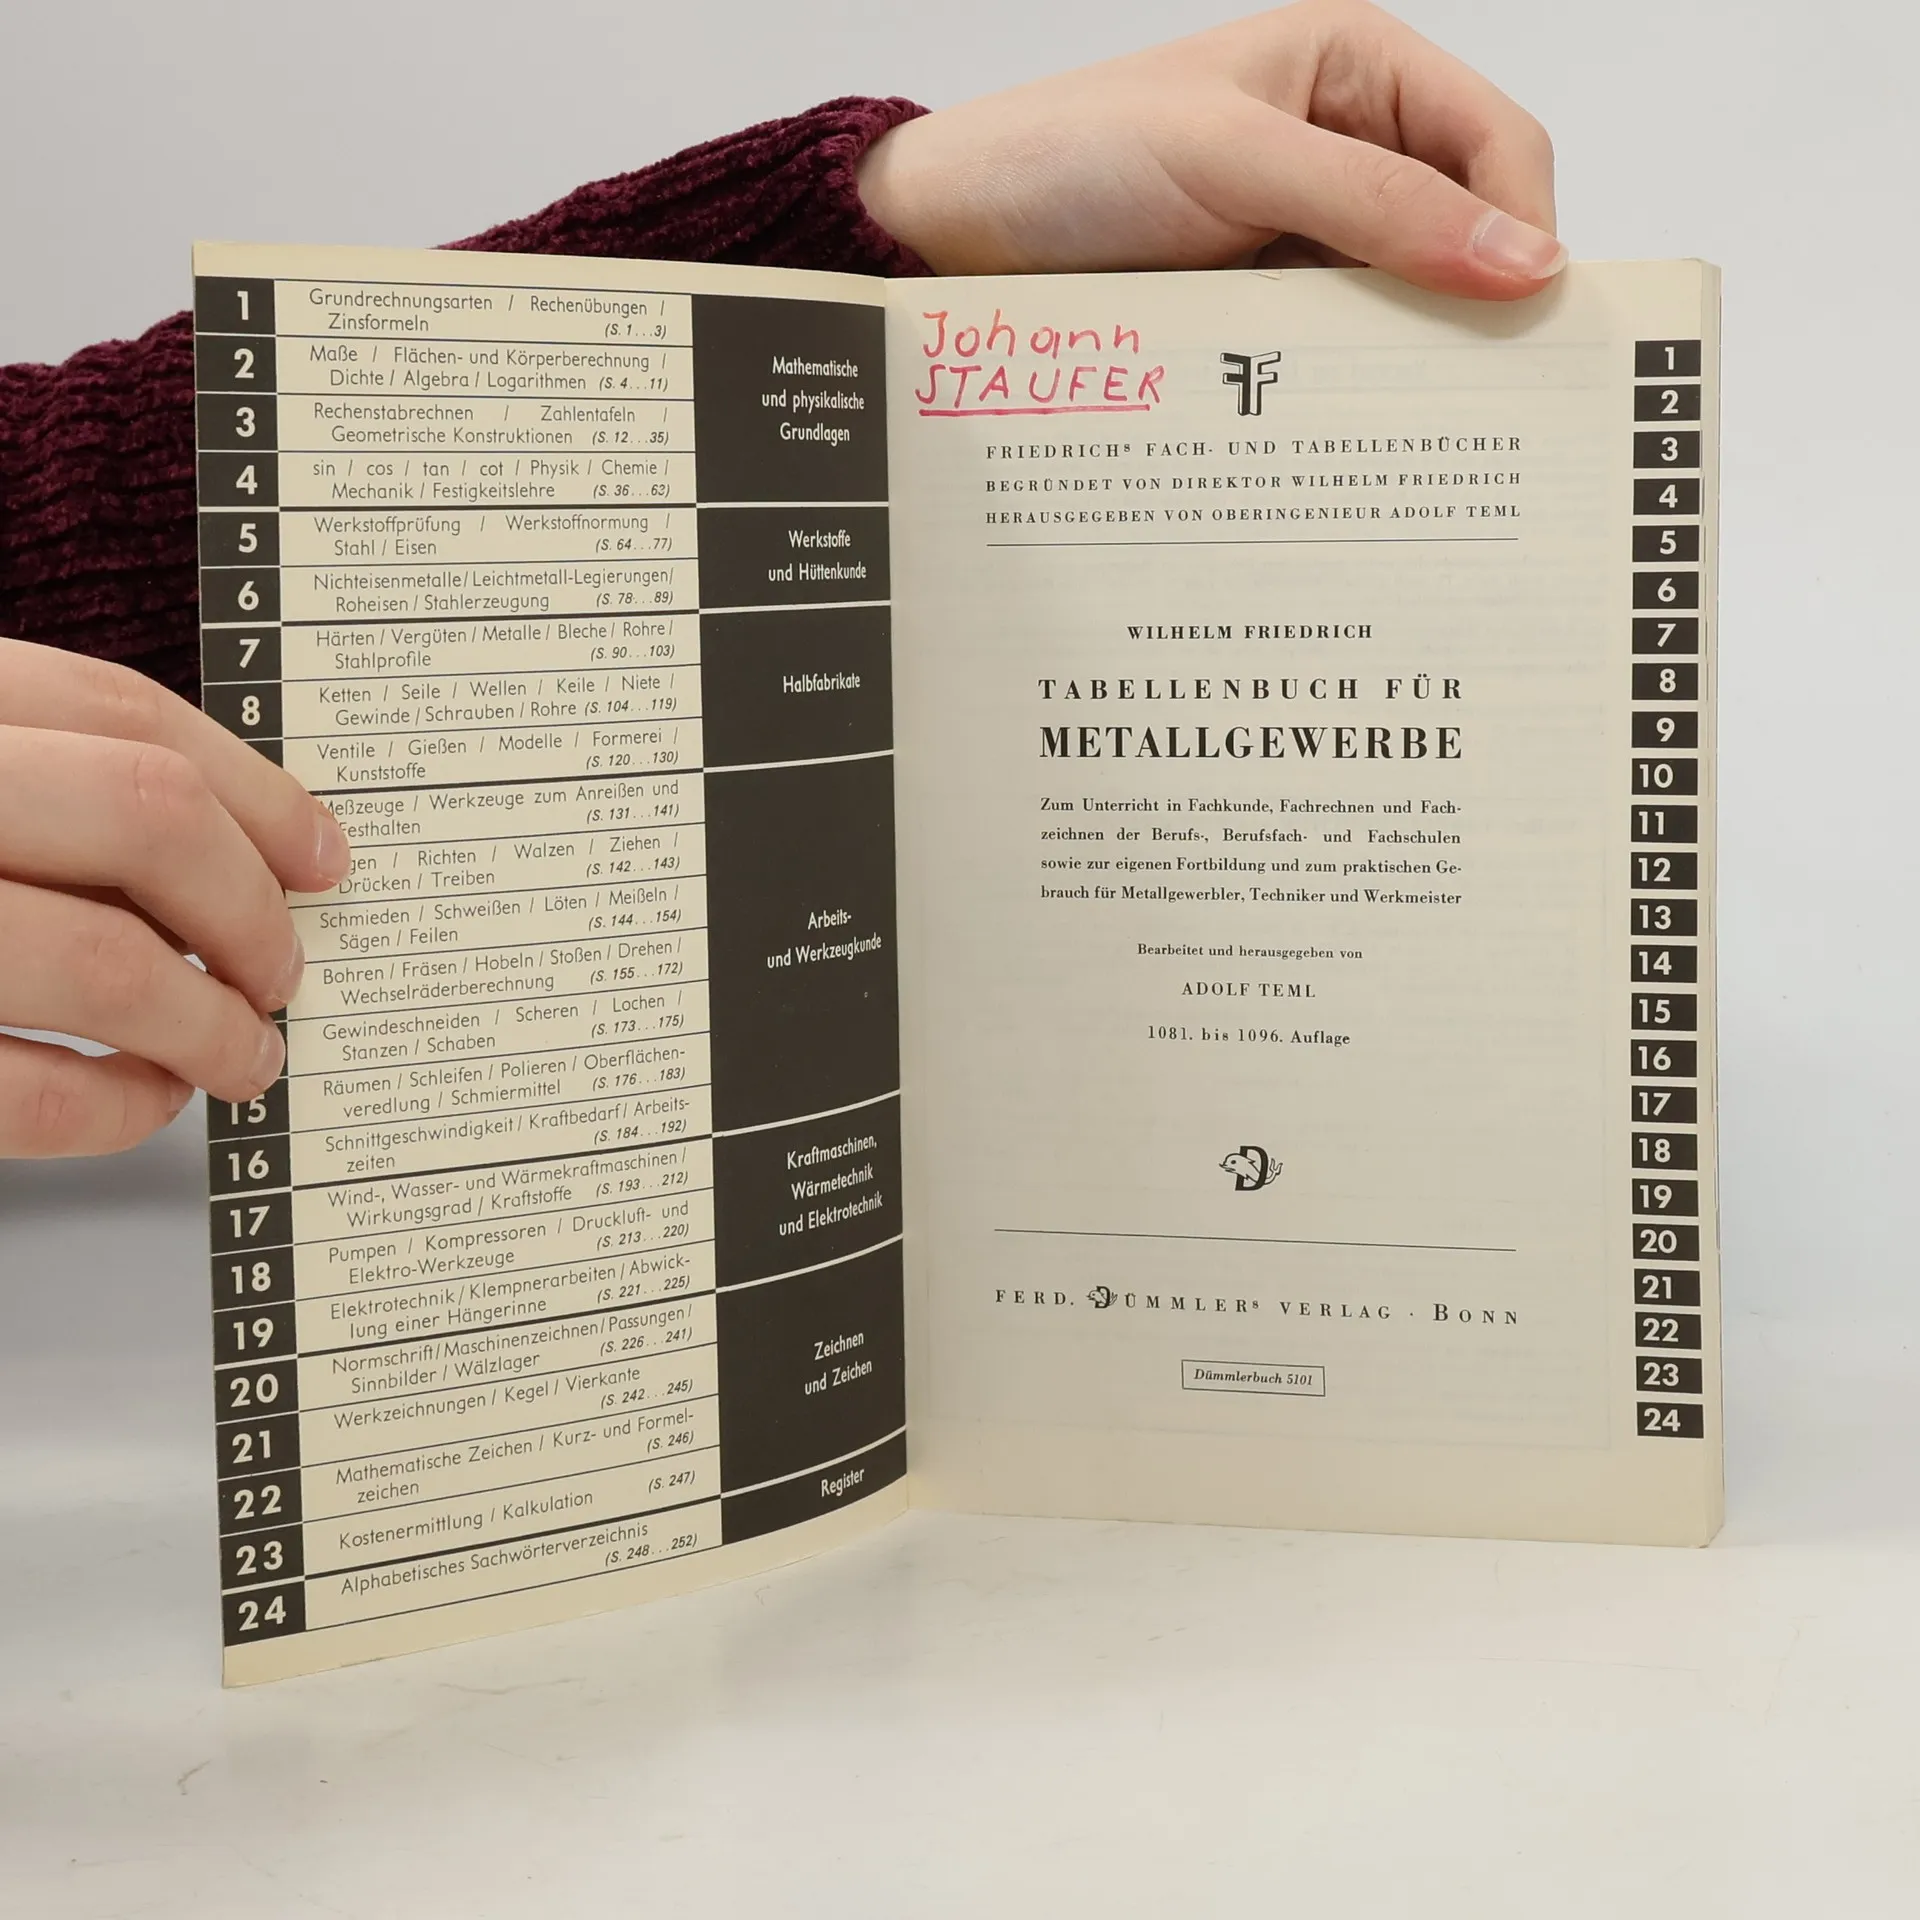 1
Grundrechnungsarten / Rechenübungen /
Zinsformeln (S. 1...3)
2
Maße / Flächen- und Körperberechnung /
Dichte / Algebra / Logarithmen (S. 4...11)
3
Rechenstabrechnen / Zahlentafeln /
Geometrische Konstruktionen (S. 12...35)
4
sin / cos / tan / cot / Physik / Chemie /
Mechanik / Festigkeitslehre (S. 36...63)
Mathematische
und physikalische
Grundlagen
5
Werkstoffprüfung / Werkstoffnormung /
Stahl / Eisen (S. 64...77)
6
Nichteisenmetalle / Leichtmetall-Legierungen /
Roheisen / Stahlerzeugung (S. 78...89)
Werkstoffe
und Hüttenkunde
7
Härten / Vergüten / Metalle / Bleche / Rohre /
Stahlprofile (S. 90...103)
8
Ketten / Seile / Wellen / Keile / Niete /
Gewinde / Schrauben / Rohre (S. 104...119)
Ventile / Gießen / Modelle / Formerei /
Kunststoffe (S. 120...130)
Halbfabrikate
Meßzeuge / Werkzeuge zum Anreißen und
Festhalten (S. 131...141)
/ Richten / Walzen / Ziehen /
Drücken / Treiben (S. 142...143)
Schmieden / Schweißen / Löten / Meißeln /
Sägen / Feilen (S. 144...154)
Bohren / Fräsen / Hobeln / Stoßen / Drehen /
Wechselräderberechnung (S. 155...172)
Gewindeschneiden / Scheren / Lochen /
Stanzen / Schaben (S. 173...175)
15
Räumen / Schleifen / Polieren / Oberflächen-
veredlung / Schmiermittel (S. 176...183)
16
Schnittgeschwindigkeit / Kraftbedarf / Arbeits-
zeiten (S. 184...192)
Arbeits-
und Werkzeugkunde
17
Wind-, Wasser- und Wärmekraftmaschinen /
Wirkungsgrad / Kraftstoffe (S. 193...212)
18
Pumpen / Kompressoren / Druckluft- und
Elektro-Werkzeuge (S. 213...220)
19
Elektrotechnik / Klempnerarbeiten / Abwick-
lung einer Hängerinne (S. 221...225)
Kraftmaschinen,
Wärmetechnik
und Elektrotechnik
20
Normschrift / Maschinenzeichnen / Passungen /
Sinnbilder / Wälzlager (S. 226...241)
21
Werkzeichnungen / Kegel / Vierkante
(S. 242...245)
22
Mathematische Zeichen / Kurz- und Formel-
zeichen (S. 246)
23
Kostenermittlung / Kalkulation (S. 247)
Zeichnen
und Zeichen
24
Alphabetisches Sachwörterverzeichnis
(S. 248...252)
Register
Johann
STAUFER
FF
FRIEDRICHs FACH- UND TABELLENBÜCHER
BEGRÜNDET VON DIREKTOR WILHELM FRIEDRICH
HERAUSGEGEBEN VON OBERINGENIEUR ADOLF TEML
WILHELM FRIEDRICH
TABELLENBUCH FÜR
METALLGEWERBE
Zum Unterricht in Fachkunde, Fachrechnen und Fach-
zeichnen der Berufs-, Berufsfach- und Fachschulen
sowie zur eigenen Fortbildung und zum praktischen Ge-
brauch für Metallgewerbler, Techniker und Werkmeister
Bearbeitet und herausgegeben von
ADOLF TEML
1081. bis 1096. Auflage
D
FERD. DÜMMLERs VERLAG · BONN
Dümmlerbuch 5101
1
2
3
4
5
6
7
8
9
10
11
12
13
14
15
16
17
18
19
20
21
22
23
24